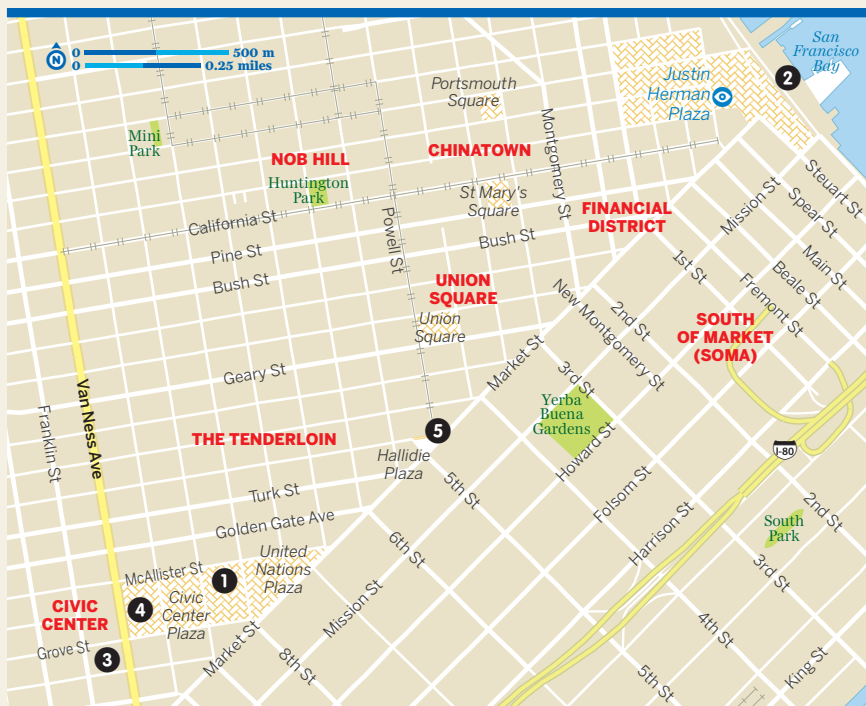 N
0 500 m
0 0.25 miles
San
Francisco
Bay
2
Justin
Herman
Plaza
Portsmouth
Square
Montgomery St
Mini
Park
NOB HILL
CHINATOWN
Huntington
Park
St Mary's
Square
California St
Powell St
FINANCIAL
DISTRICT
Mission St
Steuart St
Spear St
Main St
Beale St
Fremont St
1st St
Pine St
Bush St
Bush St
UNION
SQUARE
Union
Square
New Montgomery St
2nd St
SOUTH
OF MARKET
(SOMA)
Geary St
Market St
3rd St
Yerba
Buena
Gardens
Howard St
Van Ness Ave
Franklin St
THE TENDERLOIN
5
Hallidie
Plaza
I-80
5th St
Folsom St
Harrison St
2nd St
South
Park
3rd St
Turk St
Golden Gate Ave
6th St
United
Nations
Plaza
McAllister St
1
Mission St
CIVIC
CENTER
4
Civic
Center
Plaza
Market St
4th St
Grove St
3
8th St
5th St
King St